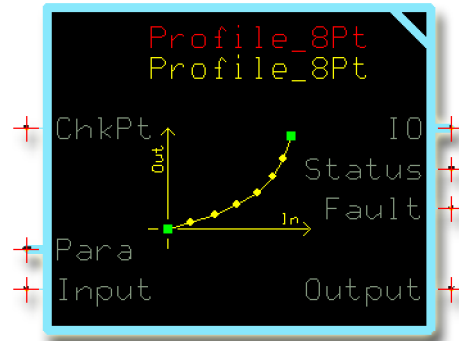 Profile_8Pt
Profile_8Pt
ChkPt
IO
Out
Status
Fault
In
Para
Input
Output